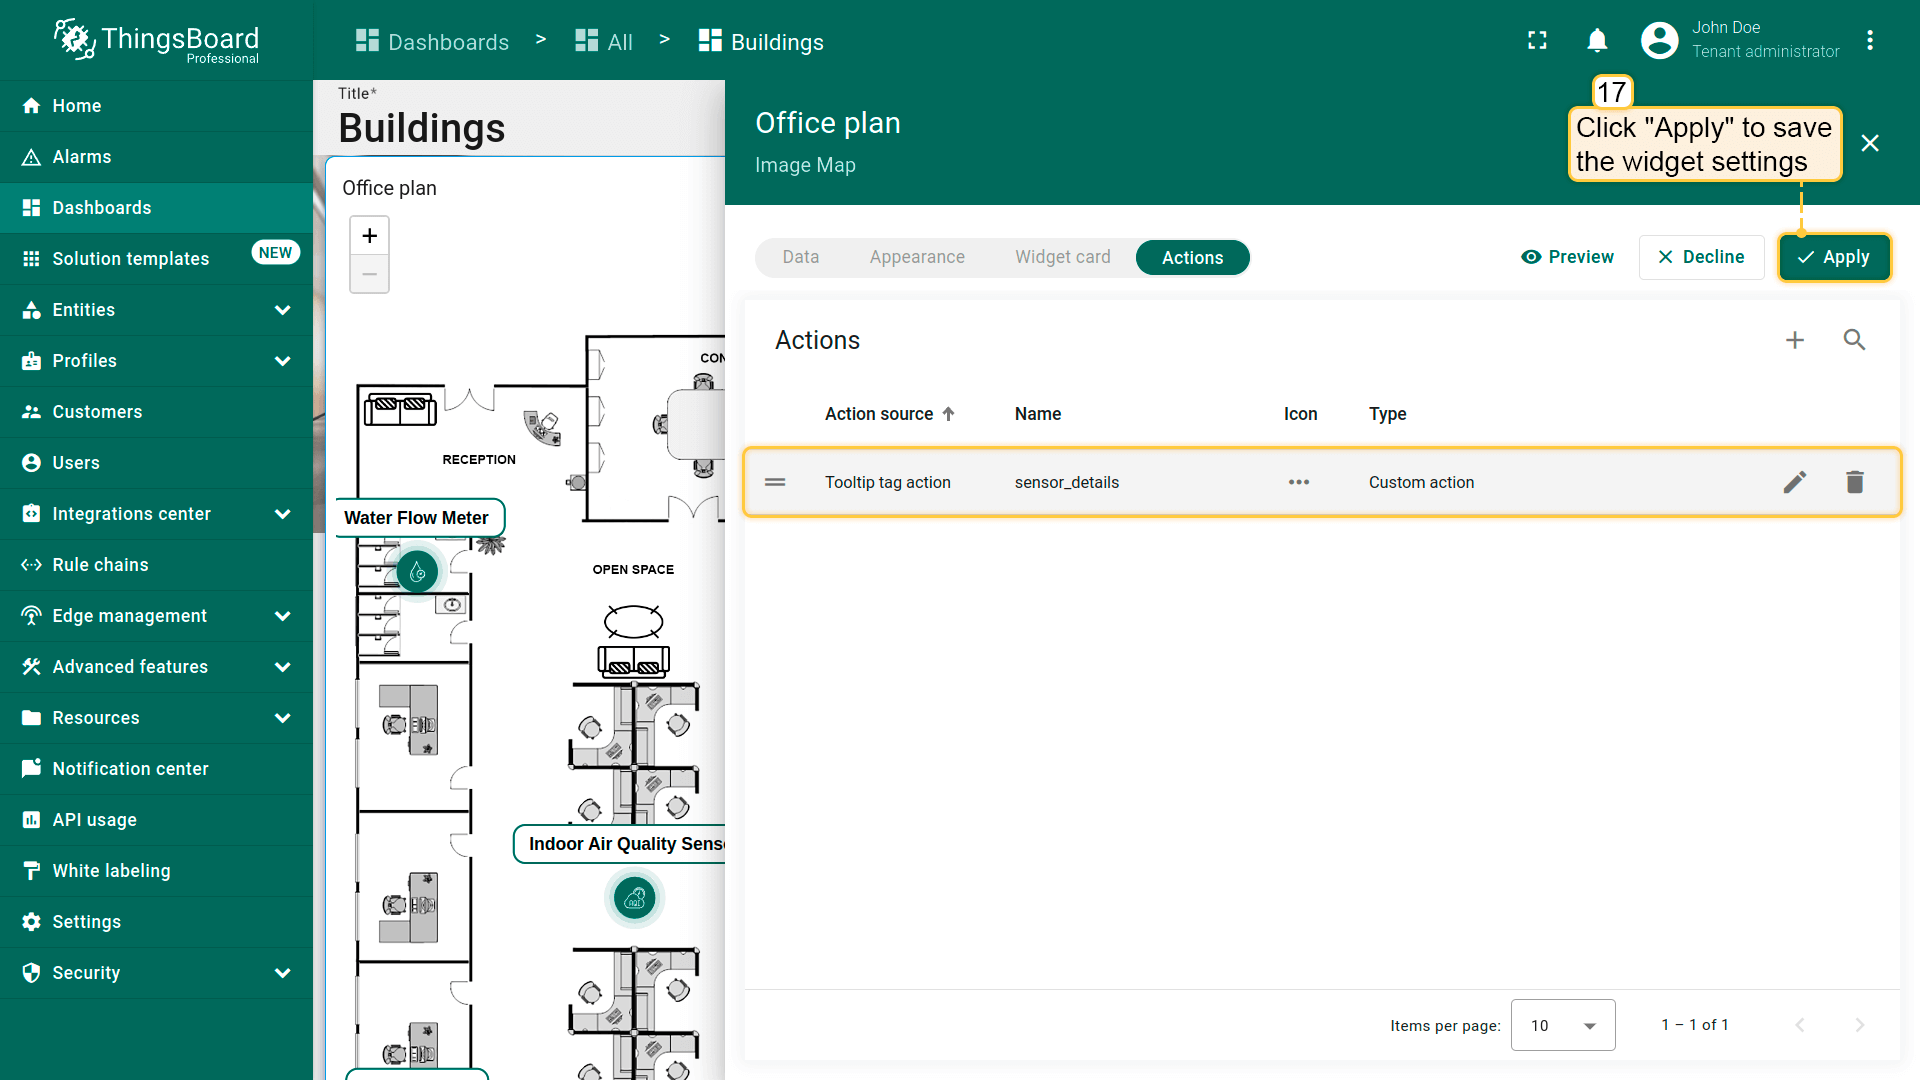 ThingsBoard
Professional
Dashboards > All > Buildings
John Doe
Tenant administrator
Home
Alarms
Dashboards
Solution templates NEW
Entities
Profiles
Customers
Users
Integrations center
Rule chains
Edge management
Advanced features
Resources
Notification center
API usage
White labeling
Settings
Security
Title*
Buildings
Office plan
+
−
CON
RECEPTION
Water Flow Meter
OPEN SPACE
Indoor Air Quality Senso
AQI
Office plan
Image Map
17
Click "Apply" to save
the widget settings
Data Appearance Widget card Actions
Preview Decline Apply
Actions
Action source Name Icon Type
Tooltip tag action sensor_details Custom action
Items per page: 10 1 – 1 of 1